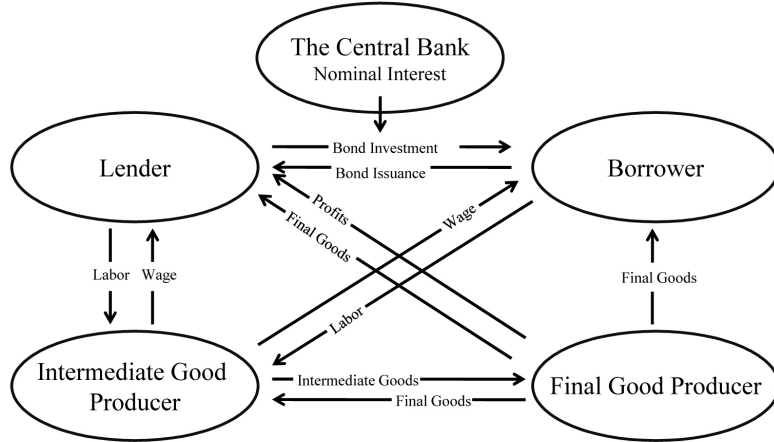 The Central Bank
Nominal Interest
Lender
Bond Investment
Bond Issuance
Borrower
Profits
Final Goods
Wage
Labor
Wage
Labor
Final Goods
Intermediate Good
Producer
Intermediate Goods
Final Goods
Final Good Producer